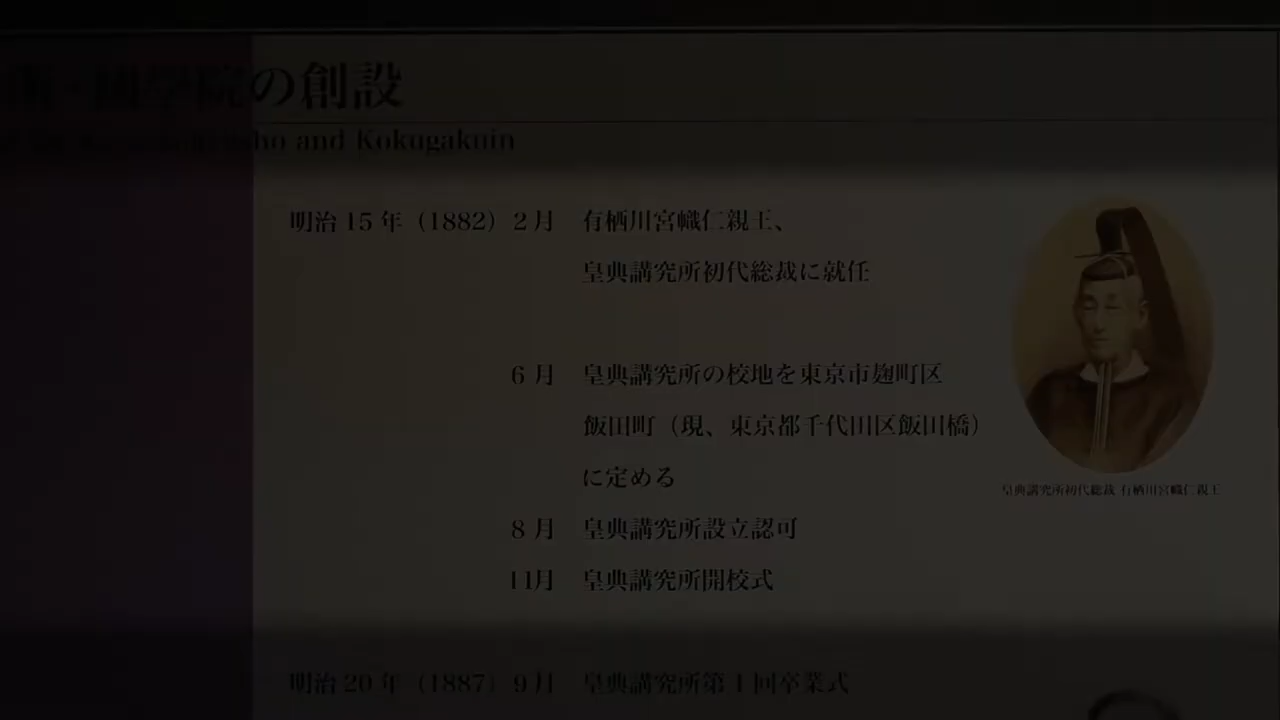 國學院の創設
sho and Kokugakuin
明治 15 年（1882）2 月 有栖川宮幟仁親王、
皇典講究所初代総裁に就任
6 月 皇典講究所の校地を東京市麹町区
飯田町（現、東京都千代田区飯田橋）
に定める
8 月 皇典講究所設立認可
11月 皇典講究所開校式
皇典講究所初代総裁 有栖川宮幟仁親王
明治 20 年（1887）9月 皇典講究所第 1 回卒業式